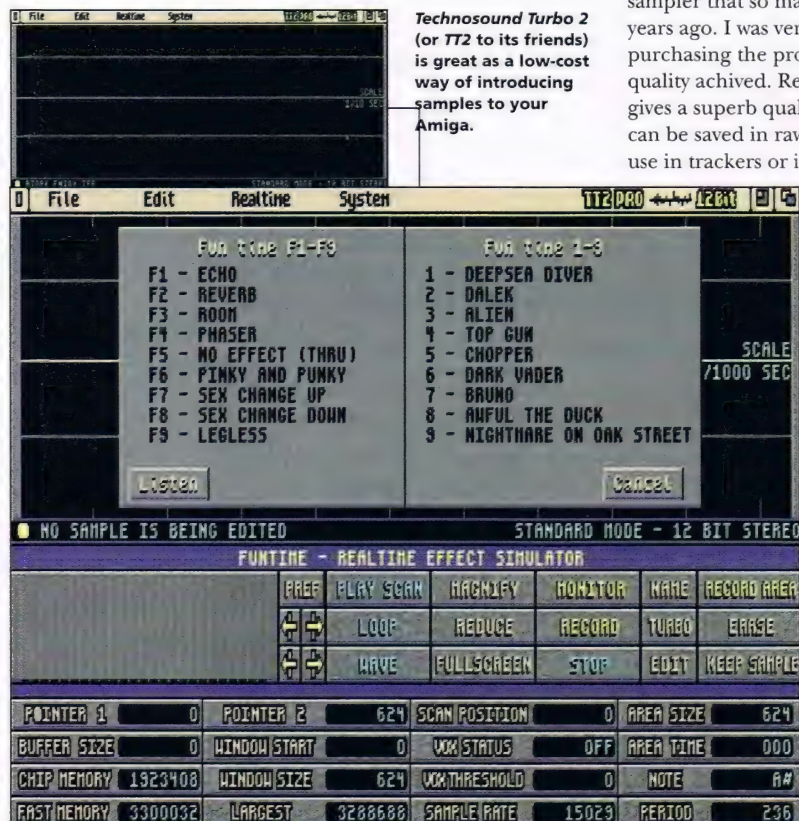 File Edit Realtime System
SCALE
1/10 SEC
STANDARD MODE - 12 BIT STEREO
Technosound Turbo 2
(or TT2 to its friends)
is great as a low-cost
way of introducing
samples to your
Amiga.
sampler that so
years ago. I was
purchasing the
quality achived.
gives a superb
can be saved in
use in trackers or
File Edit Realtime System TT2 PRO 12Bit
Fun time F1-F9
F1 - ECHO
F2 - REVERB
F3 - ROOM
F4 - PHASER
F5 - NO EFFECT (THRU)
F6 - PINKY AND PUNKY
F7 - SEX CHANGE UP
F8 - SEX CHANGE DOWN
F9 - LEGLESS
Listen
Fun time 1-9
1 - DEEPSEA DIVER
2 - DALEK
3 - ALIEN
4 - TOP GUN
5 - CHOPPER
6 - DARK VADER
7 - BRUNO
8 - AWFUL THE DUCK
9 - NIGHTMARE ON OAK STREET
Cancel
SCALE
/1000 SEC
NO SAMPLE IS BEING EDITED STANDARD MODE - 12 BIT STEREO
FUNTIME - REALTIME EFFECT SIMULATOR
PREF PLAY SCAN MAGNIFY MONITOR NAME RECORD AREA
LOOP REDUCE RECORD TURBO ERASE
WAVE FULLSCREEN STOP EDIT KEEP SAMPLE
POINTER 1 0 POINTER 2 624 SCAN POSITION 0 AREA SIZE 624
BUFFER SIZE 0 WINDOW START 0 VOX STATUS OFF AREA TIME 000
CHIP MEMORY 1923408 WINDOW SIZE 624 VOX THRESHOLD 0 NOTE A#
FAST MEMORY 3300032 LARGEST 3288688 SAMPLE RATE 15029 PERIOD 236